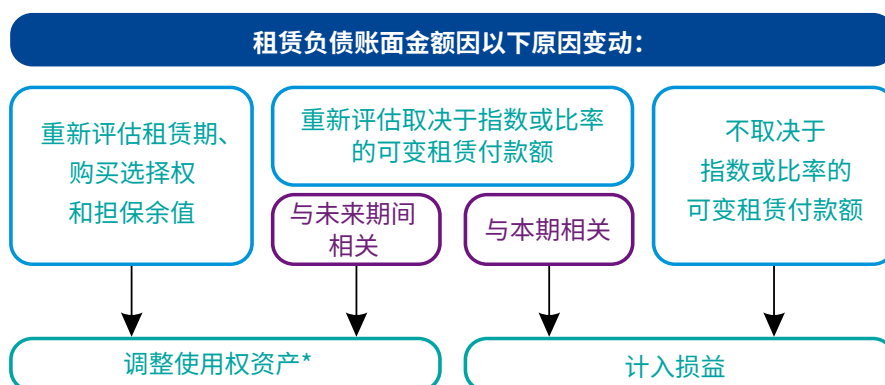 租赁负债账面金额因以下原因变动：
重新评估租赁期、
购买选择权
和担保余值
重新评估取决于指数或比率
的可变租赁付款额
不取决于
指数或比率的
可变租赁付款额
与未来期间
相关
与本期相关
调整使用权资产*
计入损益